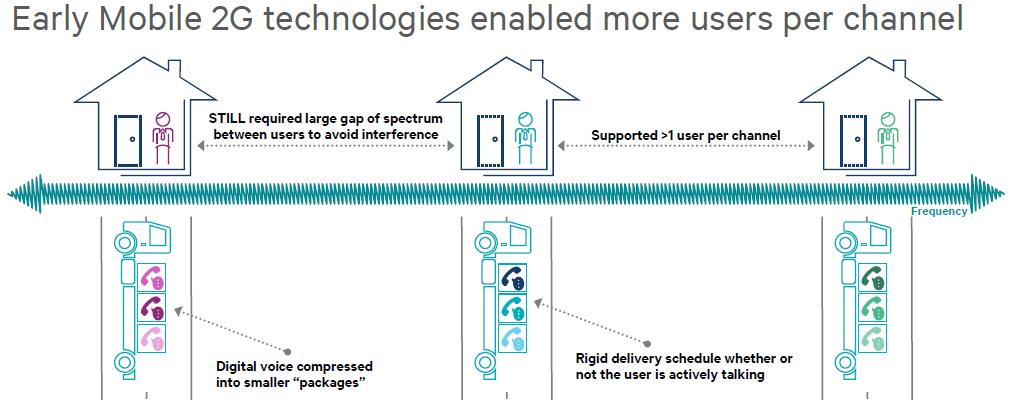 Early Mobile 2G technologies enabled more users per channel
STILL required large gap of spectrum
between users to avoid interference
Supported >1 user per channel
Frequency
Digital voice compressed
into smaller “packages”
Rigid delivery schedule whether or
not the user is actively talking